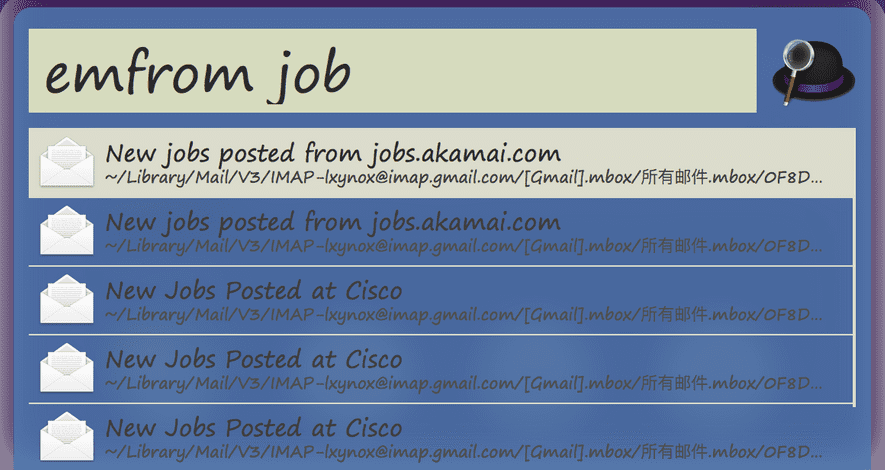 emfrom job
New jobs posted from jobs.akamai.com
~/Library/Mail/V3/IMAP-lxynox@imap.gmail.com/[Gmail].mbox/所有邮件.mbox/0F8D...
New jobs posted from jobs.akamai.com
~/Library/Mail/V3/IMAP-lxynox@imap.gmail.com/[Gmail].mbox/所有邮件.mbox/0F8D...
New Jobs Posted at Cisco
~/Library/Mail/V3/IMAP-lxynox@imap.gmail.com/[Gmail].mbox/所有邮件.mbox/0F8D...
New Jobs Posted at Cisco
~/Library/Mail/V3/IMAP-lxynox@imap.gmail.com/[Gmail].mbox/所有邮件.mbox/0F8D...
New Jobs Posted at Cisco
~/Library/Mail/V3/IMAP-lxynox@imap.gmail.com/[Gmail].mbox/所有邮件.mbox/0F8D...